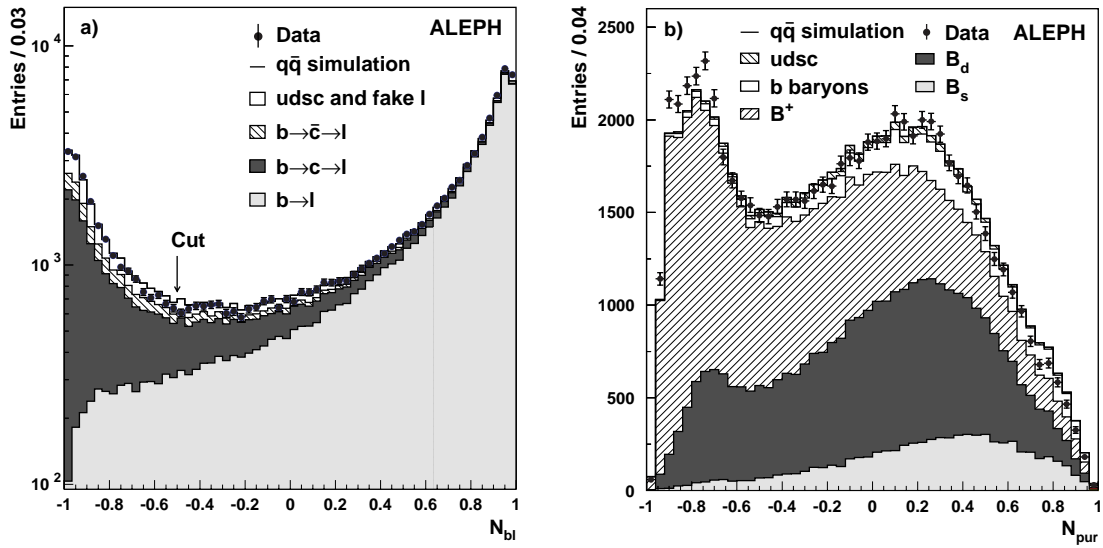 a)
ALEPH
Data
qq̄ simulation
udsc and fake l
b→c̄→l
b→c→l
b→l
Cut
Entries / 0.03
10⁴
10³
10²
-1 -0.8 -0.6 -0.4 -0.2 0 0.2 0.4 0.6 0.8 1
N_bl
b)
qq̄ simulation
Data
ALEPH
udsc
B_d
b baryons
B_s
B⁺
Entries / 0.04
2500
2000
1500
1000
500
0
-1 -0.8 -0.6 -0.4 -0.2 0 0.2 0.4 0.6 0.8 1
N_pur